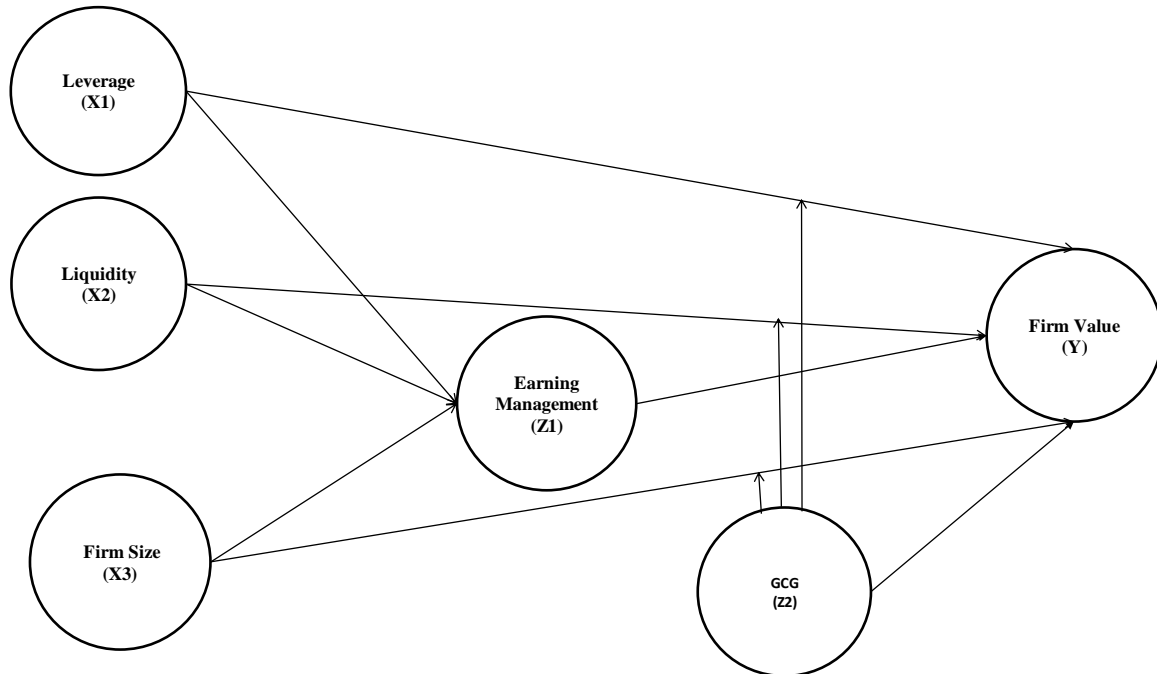 Leverage
(X1)
Liquidity
(X2)
Firm Value
(Y)
Earning
Management
(Z1)
Firm Size
(X3)
GCG
(Z2)